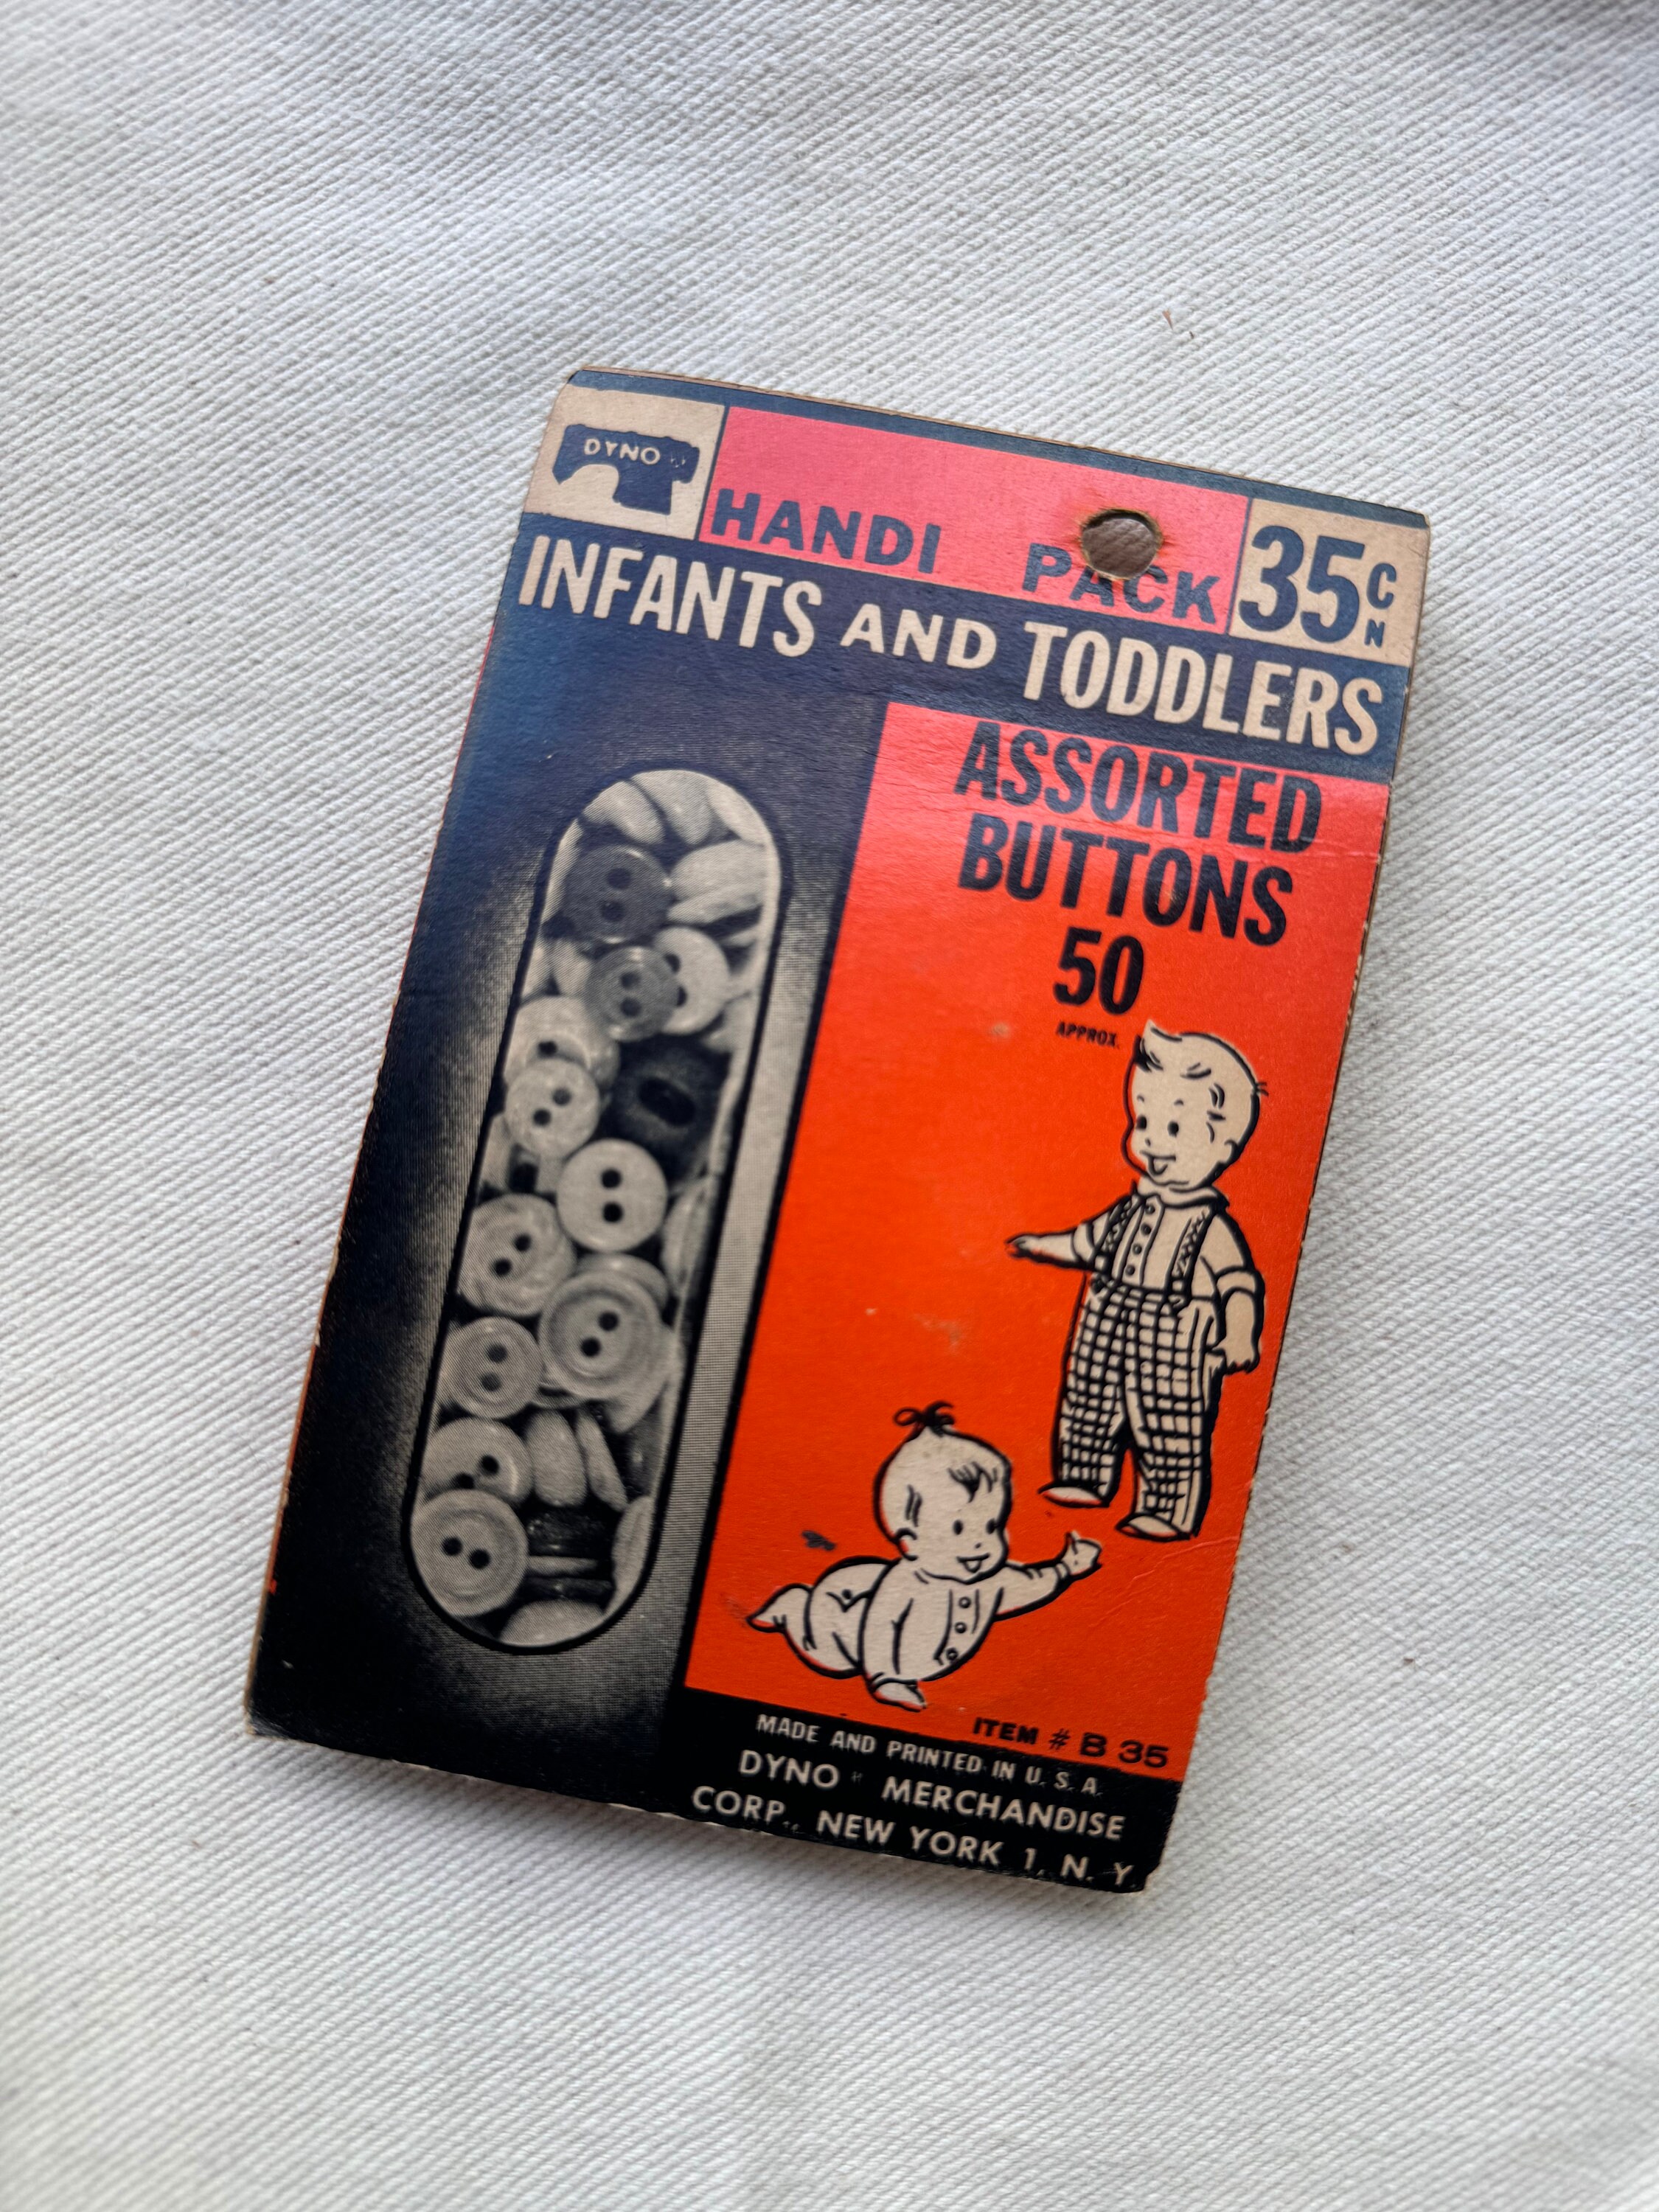 DYNO
HANDI PACK
35 CN
INFANTS AND TODDLERS
ASSORTED
BUTTONS
50
APPROX.
ITEM # B 35
MADE AND PRINTED IN U. S. A.
DYNO MERCHANDISE
CORP., NEW YORK 1, N. Y.